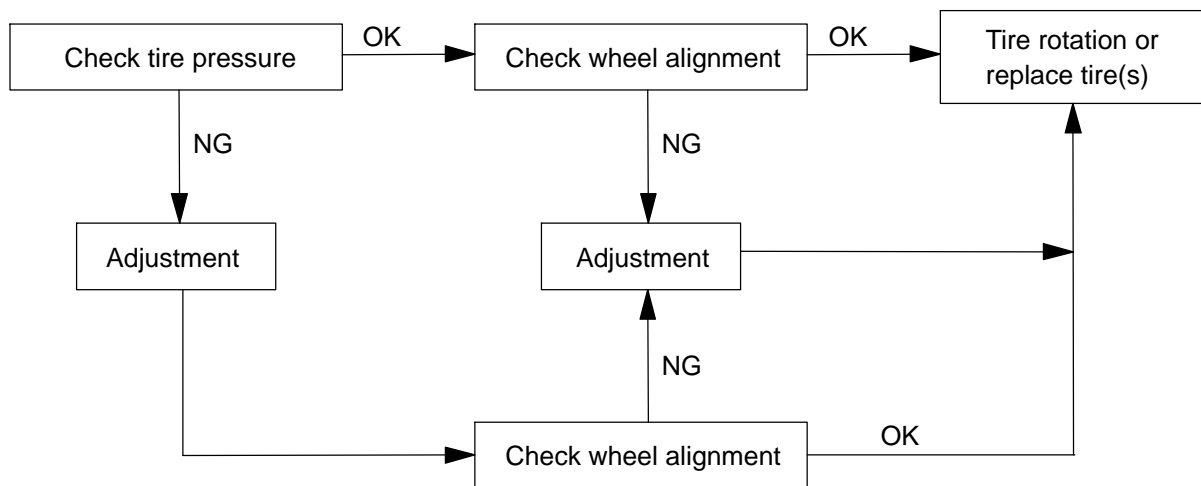 Check tire pressure
OK
Check wheel alignment
OK
Tire rotation or
replace tire(s)
NG
NG
Adjustment
Adjustment
NG
Check wheel alignment
OK